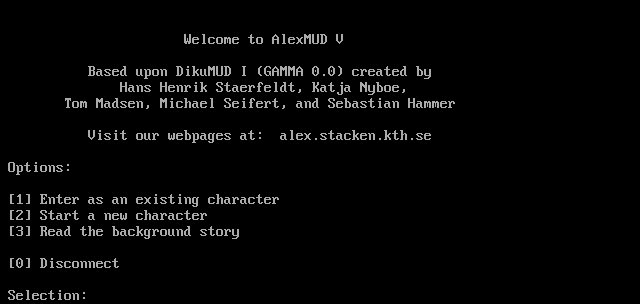 Welcome to AlexMUD V
Based upon DikuMUD I (GAMMA 0.0) created by
Hans Henrik Staerfeldt, Katja Nyboe,
Tom Madsen, Michael Seifert, and Sebastian Hammer
Visit our webpages at:  alex.stacken.kth.se
Options:
[1] Enter as an existing character
[2] Start a new character
[3] Read the background story
[0] Disconnect
Selection: